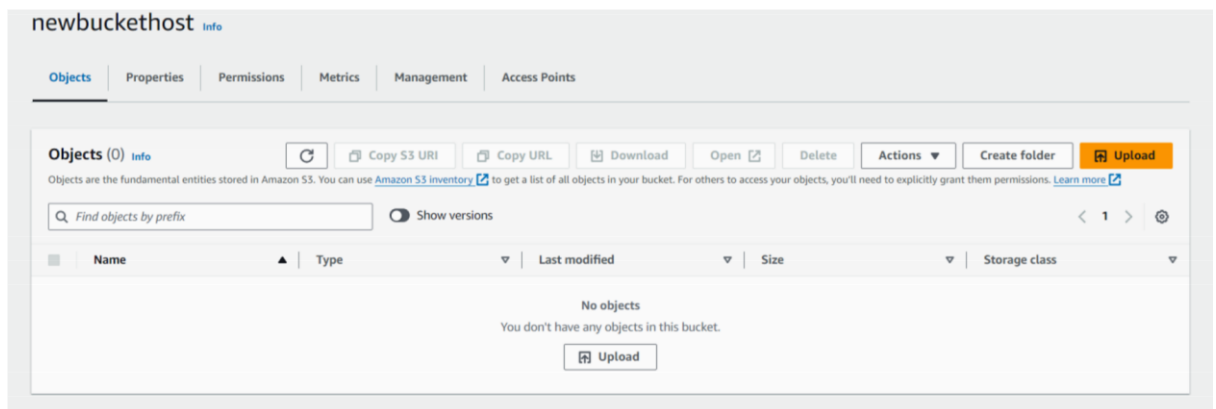 newbuckethost Info
Objects Properties Permissions Metrics Management Access Points
Objects (0) Info Copy S3 URI Copy URL Download Open Delete Actions Create folder Upload
Objects are the fundamental entities stored in Amazon S3. You can use Amazon S3 inventory to get a list of all objects in your bucket. For others to access your objects, you'll need to explicitly grant them permissions. Learn more
Find objects by prefix Show versions 1
Name Type Last modified Size Storage class
No objects
You don't have any objects in this bucket.
Upload